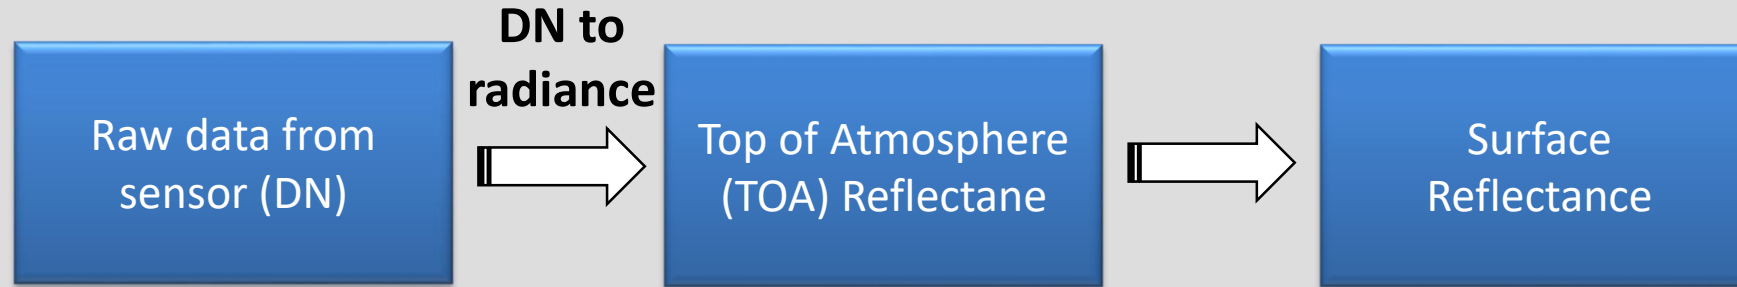 Raw data from
sensor (DN)
DN to
radiance
Top of Atmosphere
(TOA) Reflectane
Surface
Reflectance